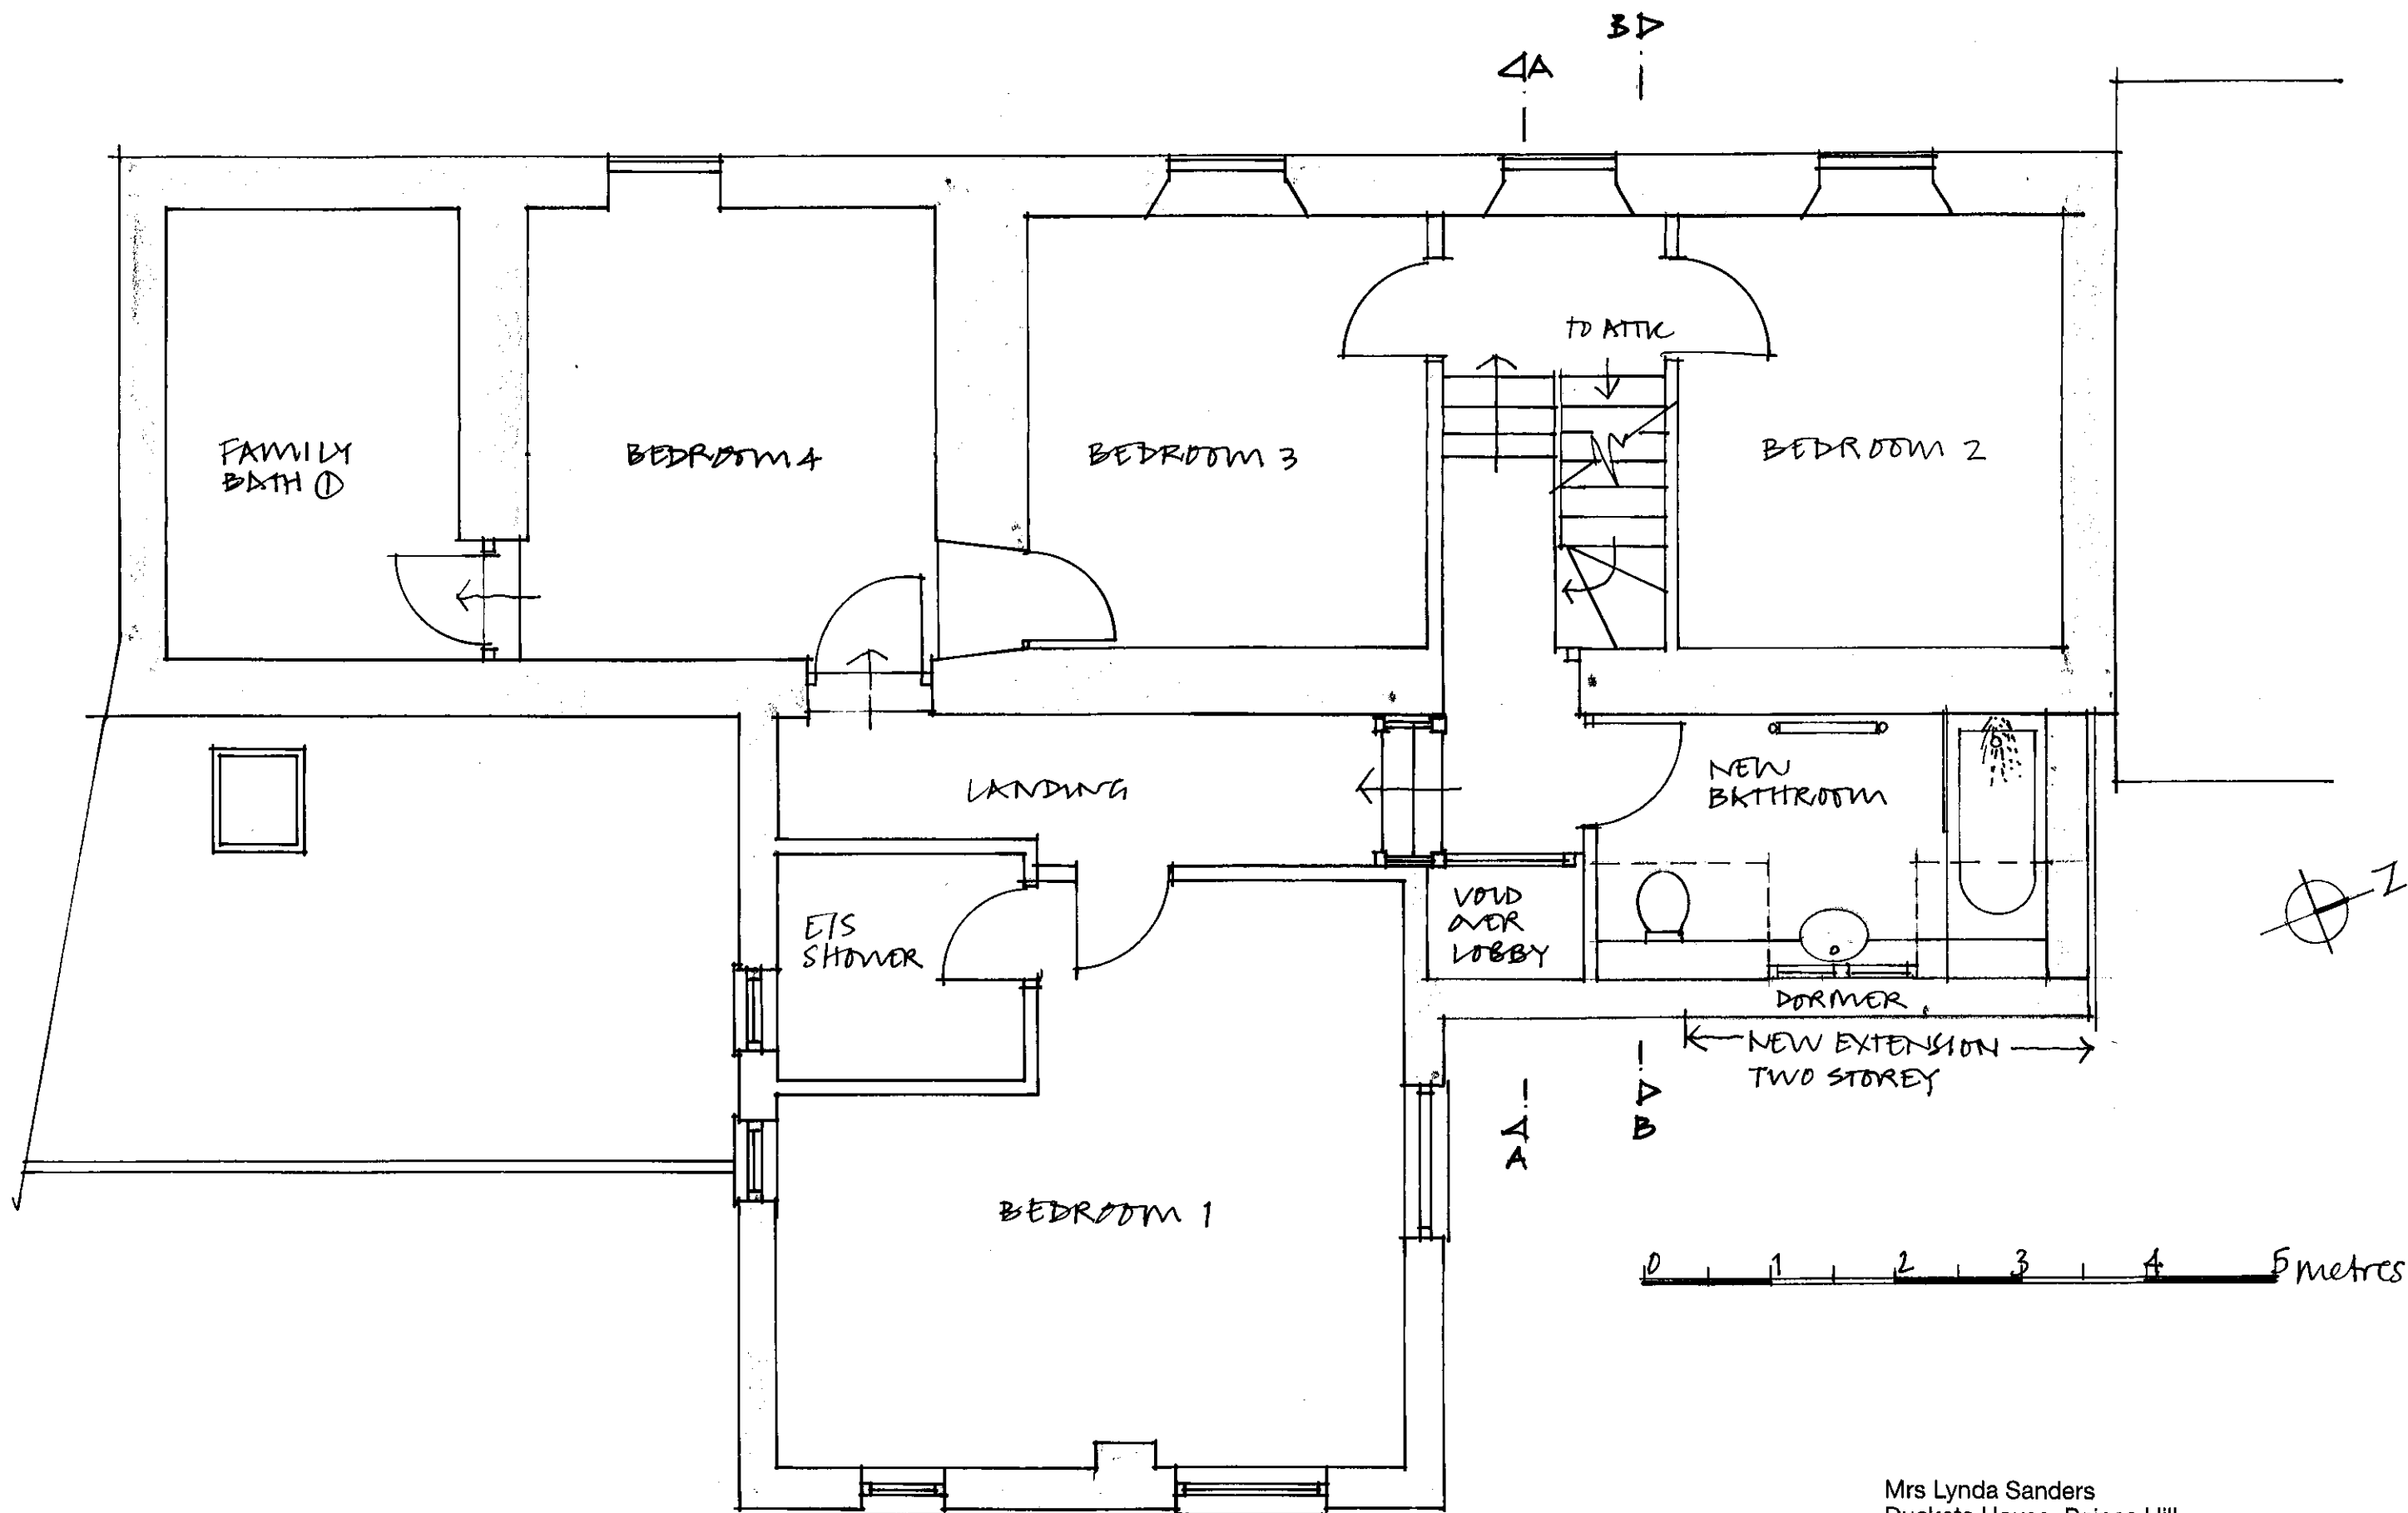 B
A
TO ATTIC
FAMILY
BATH ①
BEDROOM 4
BEDROOM 3
BEDROOM 2
LANDING
NEW
BATHROOM
E/S
SHOWER
VOID
OVER
LOBBY
DORMER
NEW EXTENSION
TWO STOREY
A
B
BEDROOM 1
N
0 1 2 3 4 5 metres
Mrs Lynda Sanders